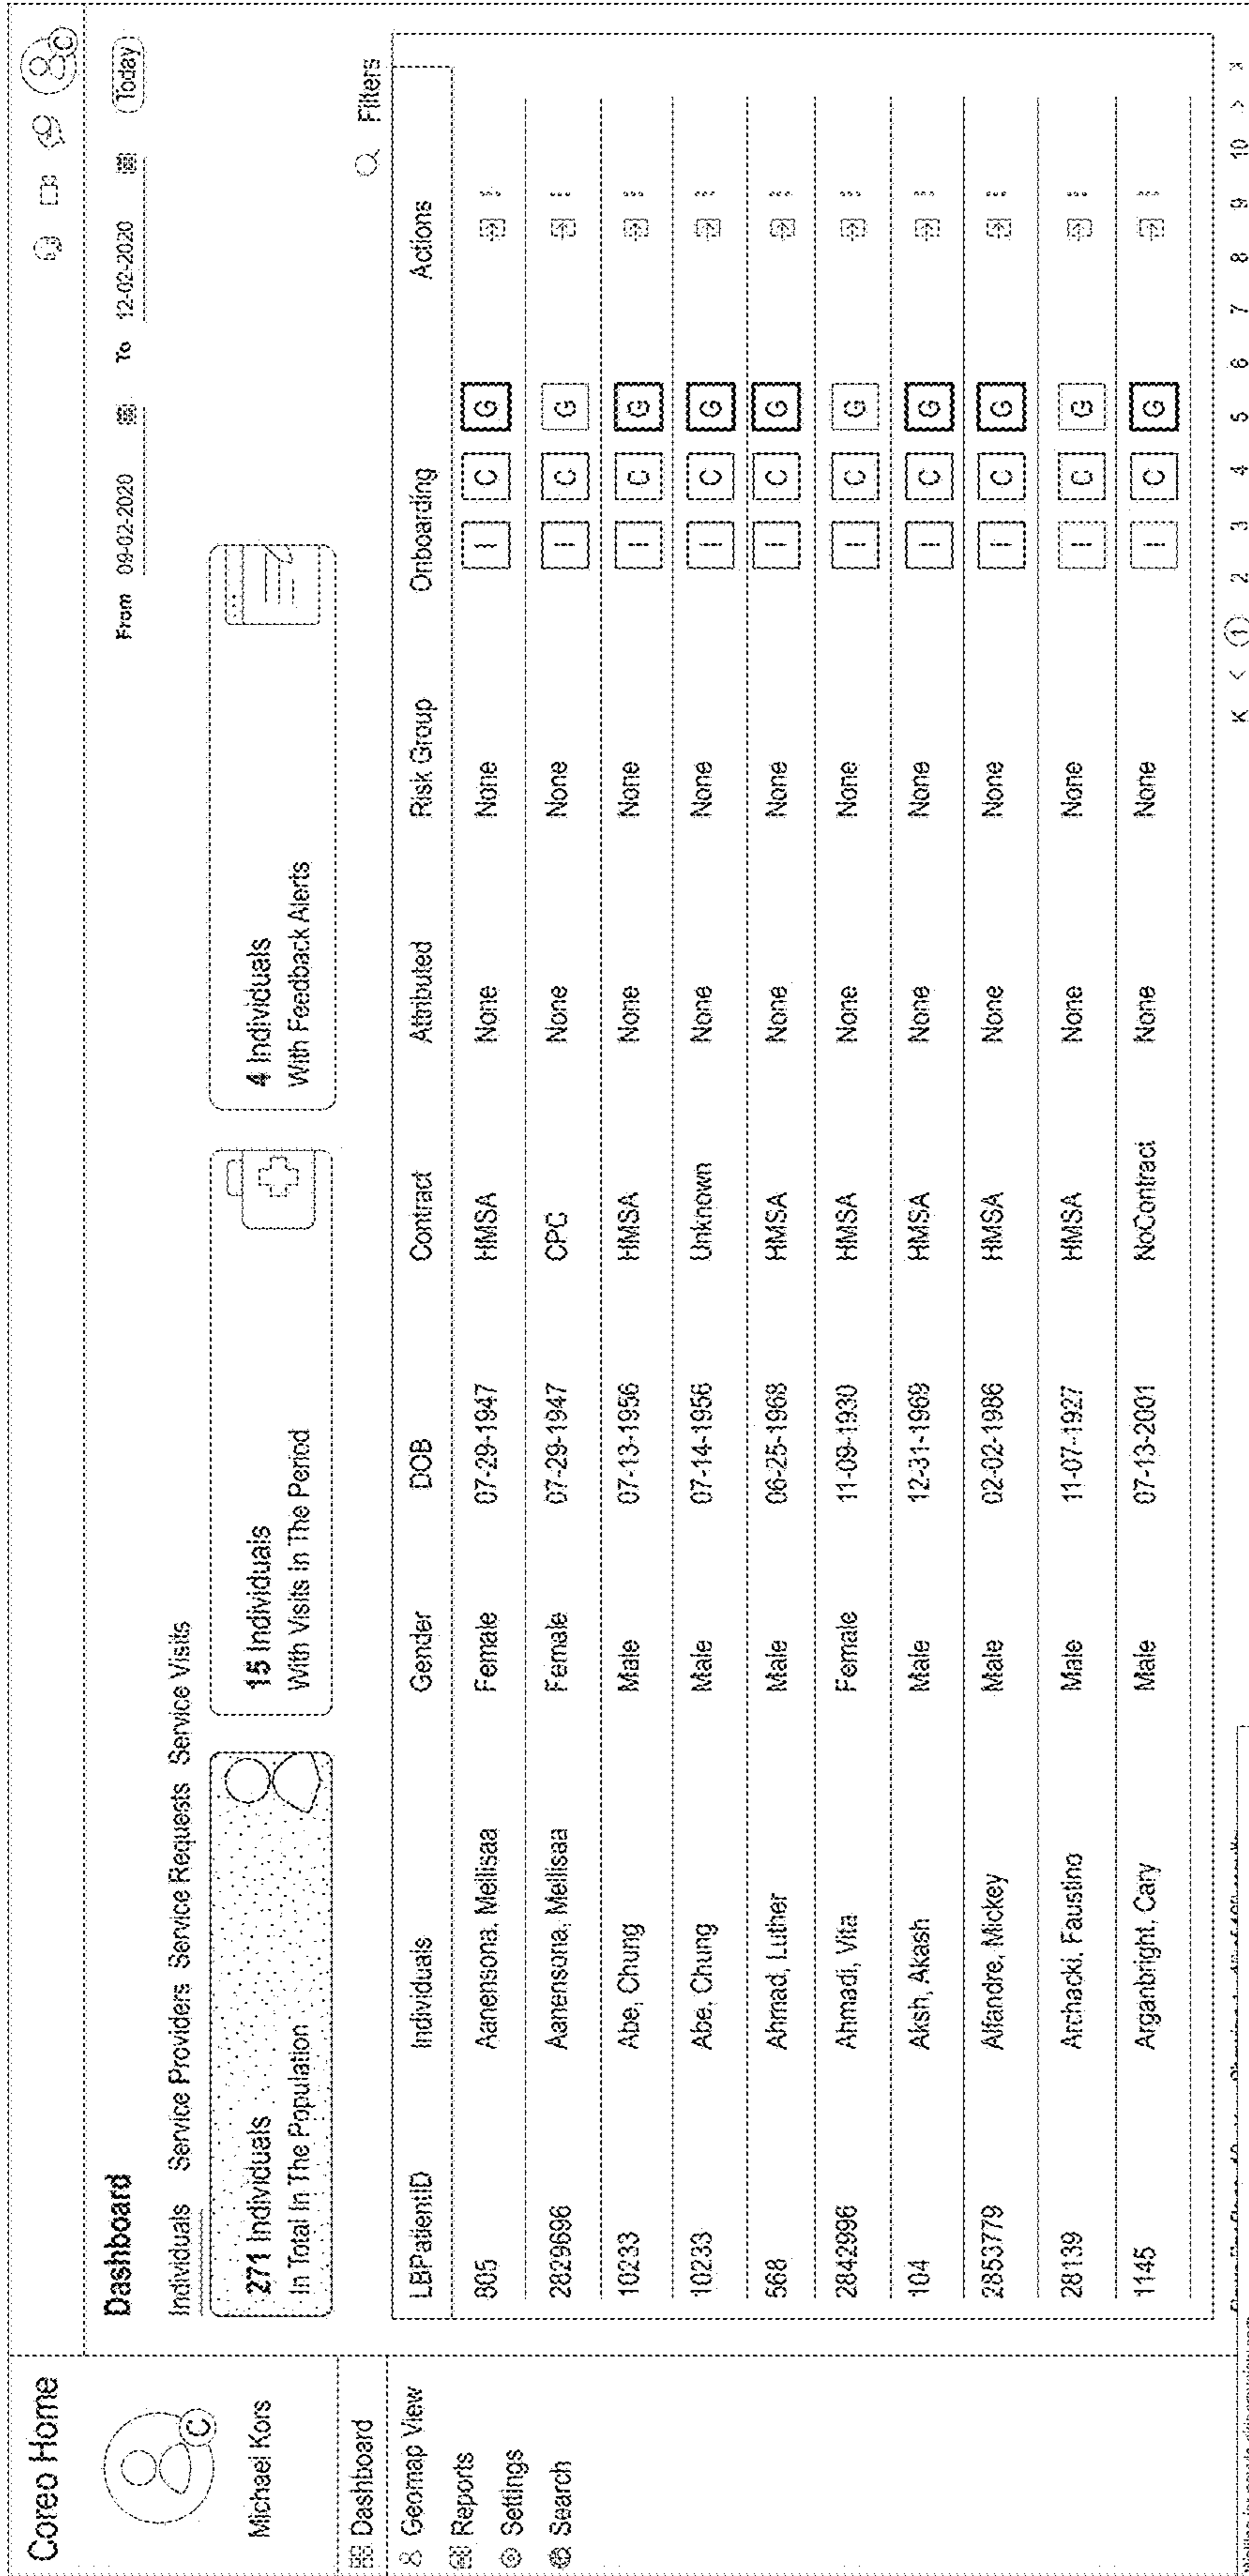 Coreo Home
Michael Kors
Dashboard
Geomap View
Reports
Settings
Search
Dashboard
From 09-02-2020 To 12-02-2020 Today
Individuals Service Providers Service Requests Service Visits
271 Individuals
In Total In The Population
15 Individuals
With Visits In The Period
4 Individuals
With Feedback Alerts
Filters
LBPatientID Individuals Gender DOB Contract Attributed Risk Group Onboarding Actions
805 Aanensona, Mellisaa Female 07-29-1947 HMSA None None I C G
2829696 Aanensona, Mellisaa Female 07-29-1947 CPC None None I C G
10233 Abe, Chung Male 07-13-1956 HMSA None None I C G
10233 Abe, Chung Male 07-14-1956 Unknown None None I C G
568 Ahmad, Luther Male 06-25-1968 HMSA None None I C G
2842996 Ahmadi, Vita Female 11-09-1930 HMSA None None I C G
104 Aksh, Akash Male 12-31-1969 HMSA None None I C G
2853779 Alfandre, Mickey Male 02-02-1986 HMSA None None I C G
28139 Archacki, Faustino Male 11-07-1927 HMSA None None I C G
1145 Arganbright, Cary Male 07-13-2001 NoContract None None I C G
< 1 2 3 4 5 6 7 8 9 10 >